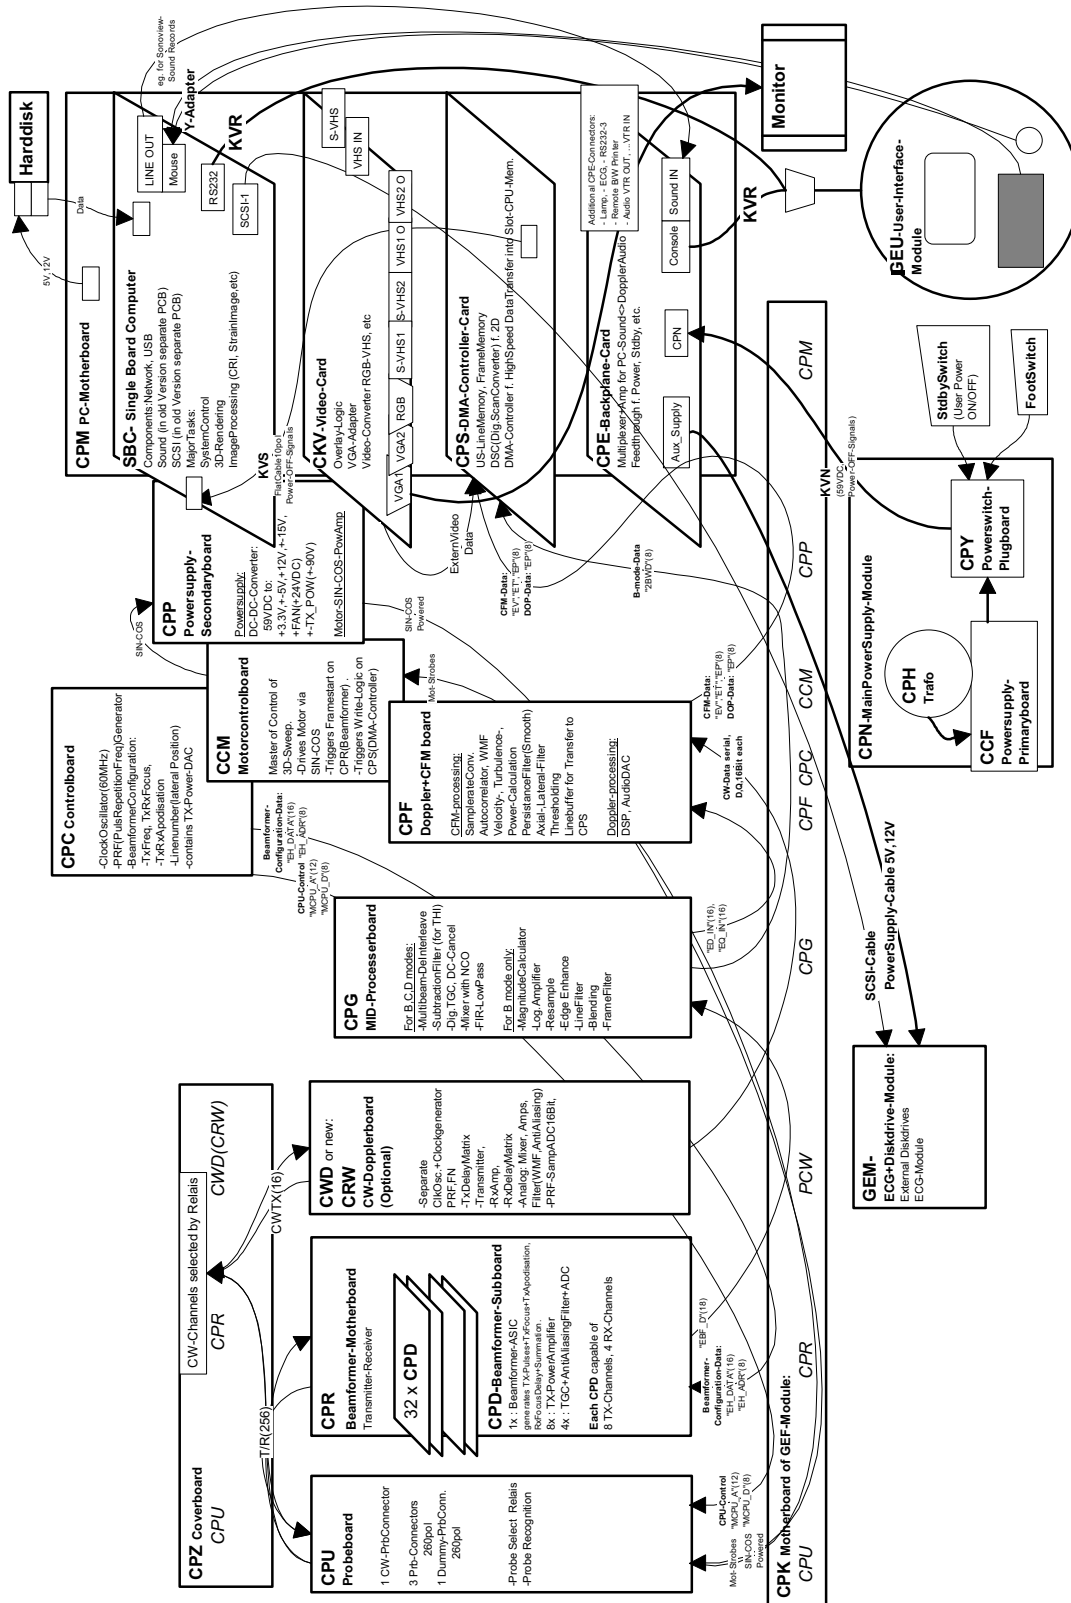 CPZ Coverboard
CPU
CPR
CWD(CRW)
CW-Channels selected by Relais
T/R(256)
CWTX(16)
CPU
Probeboard
1 CW-PrbConnector
3 Prb-Connectors
260pol
1 Dummy-PrbConn.
260pol
-Probe Select Relais
-Probe Recognition
CPR
Beamformer-Motherboard
Transmitter-Receiver
32 x CPD
CPD-Beamformer-Subboard
1x : Beamformer-ASIC
generates TX-Pulses+TxFocus+TxApodisation,
RxFocusDelay+Summation.
8x : TX-PowerAmplifier
4x : TGC+AntiAliasingFilter+ADC
Each CPD capable of
8 TX-Channels, 4 RX-Channels
CWD or new:
CRW
CW-Dopplerboard
(Optional)
-Separate
ClkOsc.+Clockgenerator
PRF,FN
-TxDelayMatrix
-Transmitter,
-RxAmp,
-RxDelayMatrix
-Analog: Mixer, Amps,
Filter(WMF,AntiAliasing)
-PRF-SampADC16Bit,
CPG
MID-Processerboard
For B,C,D modes:
-Multibeam-DeInterleave
-SubtractionFilter (for THI)
-Dig.TGC, DC-Cancel
-Mixer with NCO
-FIR-LowPass
For B mode only:
-MagnitudeCalculator
-Log.Amplifier
-Resample
-Edge Enhance
-LineFilter
-Blending
-FrameFilter
CPC Controlboard
-ClockOscillator(60MHz)
-PRF(PulsRepetitionFreq)Generator
-BeamformerConfiguration:
-TxFreq, TxRxFocus,
-TxRxApodisation
-Linenumber(lateral Position)
-contains TX-Power-DAC
Beamformer-
Configuration-Data:
"EH_DATA"(16)
"EH_ADR"(8)
CPU-Control
"MCPU_A"(12)
"MCPU_D"(8)
CCM
Motorcontrolboard
Master of Control of
3D-Sweep.
-Drives Motor via
SIN-COS
-Triggers Framestart on
CPR(Beamformer) .
-Triggers Write-Logic on
CPS(DMA-Controller)
SIN-COS
Mot-Strobes
CPF
Doppler+CFM board
CFM-processing:
SamplerateConv.
Autocorrelator, WMF
Velocity-, Turbulence-,
Power-Calculation
PersistanceFilter(Smooth)
Axial-,Lateral-Filter
Thresholding
Linebuffer for Transfer to
CPS
Doppler-processing:
DSP, AudioDAC
CPP
Powersupply-
Secondaryboard
Powersupply:
DC-DC-Converter:
59VDC to:
+3.3V,+-5V,+12V,+-15V,
+FAN(+24VDC)
+-TX_POW(+-90V)
Motor-SIN-COS-PowAmp
SIN-COS
Powered
Harddisk
5V,12V
Data
CPM PC-Motherboard
SBC- Single Board Computer
Components:Network, USB
Sound (in old Version separate PCB)
SCSI (in old Version separate PCB)
MajorTasks:
SystemControl
3D-Rendering
ImageProcessing (CRI, StrainImage,etc)
LINE OUT
Mouse
RS232
SCSI-1
eg. for Sonoview-
Sound Records
Y-Adapter
KVR
KVS
FlatCable10pol
Power-OFF-Signals
CKV-Video-Card
Overlay-Logic
VGA-Adapter
Video-Converter RGB-VHS, etc
VGA1
VGA2
RGB
S-VHS1
S-VHS2
VHS1 O
VHS2 O
VHS IN
S-VHS
ExternVideo
Data
CPS-DMA-Controller-Card
US-LineMemory, FrameMemory
DSC(Dig.ScanConverter) f. 2D
DMA-Controller f. HighSpeed DataTransfer into Slot-CPU-Mem.
CFM-Data:
"EV","ET","EP"(8)
DOP-Data: "EP"(8)
B-mode-Data
"2BWD"(8)
CPE-Backplane-Card
Multiplexer+Amp for PC-Sound<>DopplerAudio
Feedthrough f. Power, Stdby, etc.
Aux_Supply
CPN
Console
Sound IN
Additional CPE-Connectors:
- Lamp, - ECG, - RS232-3
- Remote B/W Printer
- Audio VTR OUT, ...VTR IN
Monitor
KVR
GEU-User-Interface-
Module
"EBF_D"(18)
Beamformer-
Configuration-Data:
"EH_DATA"(16)
"EH_ADR"(8)
CPU-Control
"MCPU_A"(12)
"MCPU_D"(8)
Mot-Strobes
SIN-COS
Powered
"ED_IN"(16),
"EQ_IN"(16)
CW-Data serial,
D,Q,16Bit each
CFM-Data:
"EV","ET","EP"(8)
DOP-Data: "EP"(8)
CPK Motherboard of GEF-Module:
CPU
CPR
PCW
CPG
CPF
CPC
CCM
CPP
CPM
GEM-
ECG+Diskdrive-Module:
External Diskdrives
ECG-Module
SCSI-Cable
PowerSupply-Cable 5V,12V
KVN
(59VDC,
Power-OFF-Signals)
CPN-MainPowerSupply-Module
CCF
Powersupply-
Primaryboard
CPH
Trafo
CPY
Powerswitch-
Plugboard
StdbySwitch
(User Power
ON/OFF)
FootSwitch